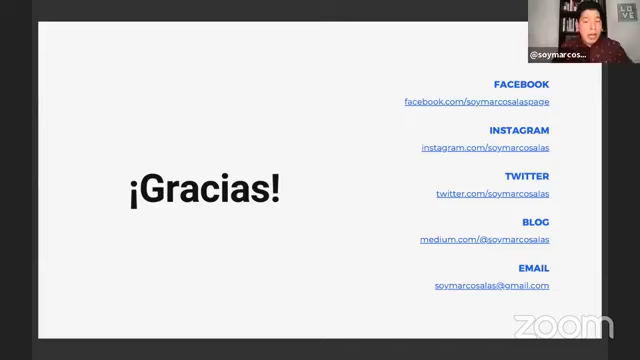 LOVE
@soymarcos...
¡Gracias!
FACEBOOK
facebook.com/soymarcosalaspage
INSTAGRAM
instagram.com/soymarcosalas
TWITTER
twitter.com/soymarcosalas
BLOG
medium.com/@soymarcosalas
EMAIL
soymarcosalas@gmail.com
zoom